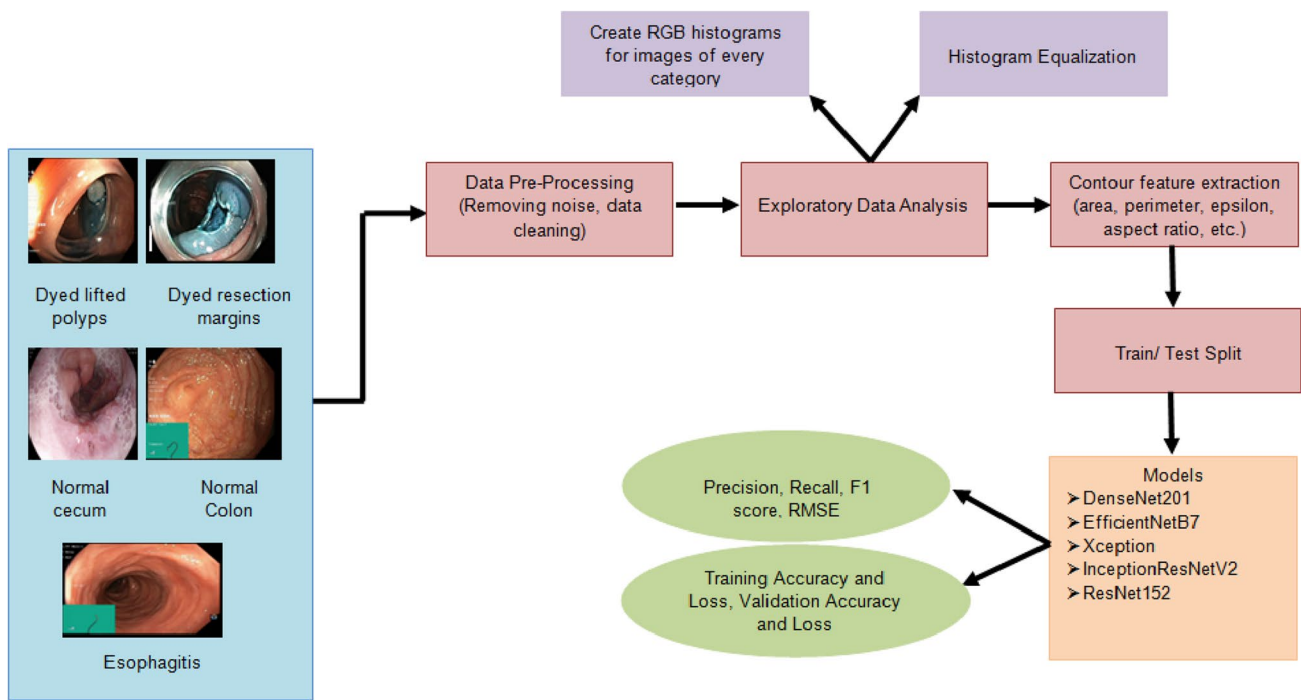 Create RGB histograms
for images of every
category
Histogram Equalization
Dyed lifted
polyps
Dyed resection
margins
Normal
cecum
Normal
Colon
Esophagitis
Data Pre-Processing
(Removing noise, data
cleaning)
Exploratory Data Analysis
Contour feature extraction
(area, perimeter, epsilon,
aspect ratio, etc.)
Train/ Test Split
Models
➤DenseNet201
➤EfficientNetB7
➤Xception
➤InceptionResNetV2
➤ResNet152
Precision, Recall, F1
score, RMSE
Training Accuracy and
Loss, Validation Accuracy
and Loss